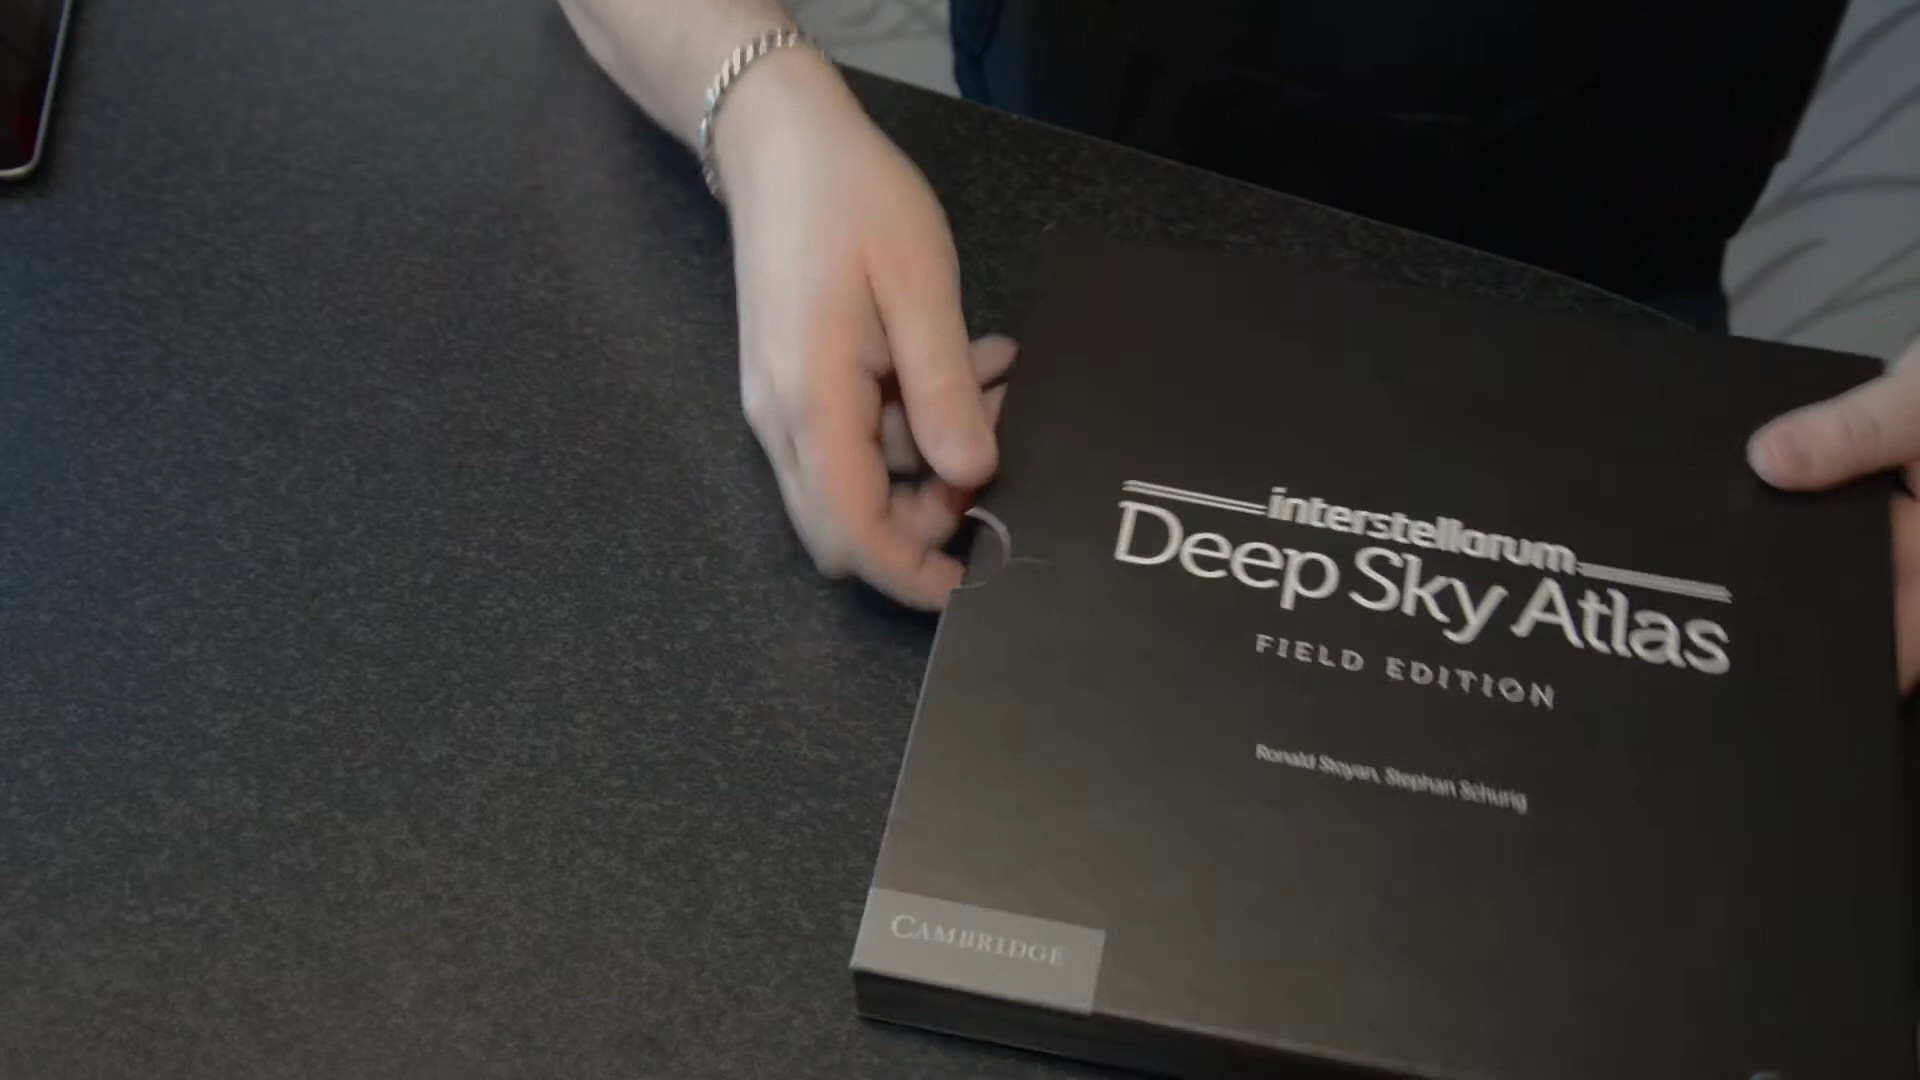 interstellarum
Deep Sky Atlas
FIELD EDITION
Ronald Stoyan, Stephan Schurig
CAMBRIDGE